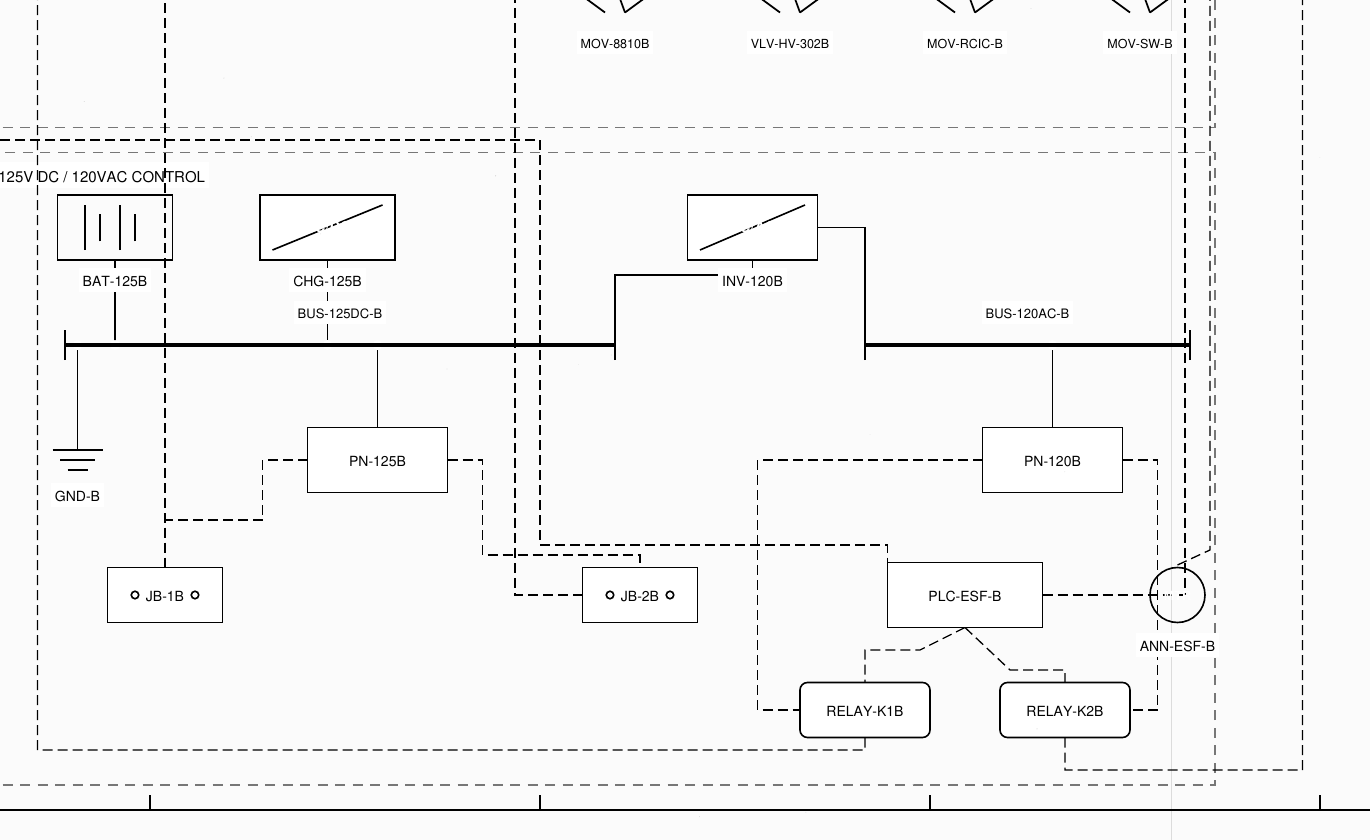 MOV-8810B
VLV-HV-302B
MOV-RCIC-B
MOV-SW-B
125V DC / 120VAC CONTROL
BAT-125B
CHG-125B
INV-120B
BUS-125DC-B
BUS-120AC-B
PN-125B
PN-120B
GND-B
JB-1B
JB-2B
PLC-ESF-B
ANN-ESF-B
RELAY-K1B
RELAY-K2B